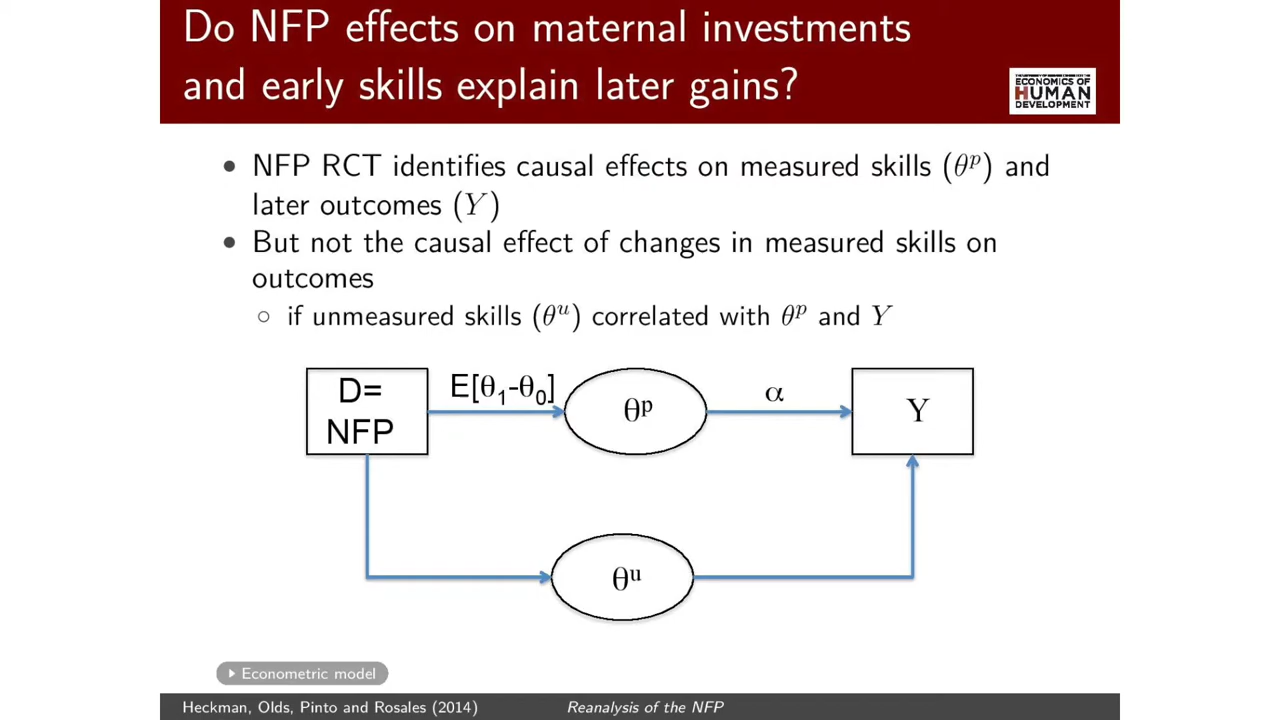 Do NFP effects on maternal investments
and early skills explain later gains?
ECONOMICS OF
HUMAN
DEVELOPMENT
• NFP RCT identifies causal effects on measured skills (θᵖ) and
later outcomes (Y)
• But not the causal effect of changes in measured skills on
outcomes
○ if unmeasured skills (θᵘ) correlated with θᵖ and Y
D=
NFP
E[θ₁-θ₀]
θᵖ
α
Y
θᵘ
Econometric model
Heckman, Olds, Pinto and Rosales (2014)
Reanalysis of the NFP